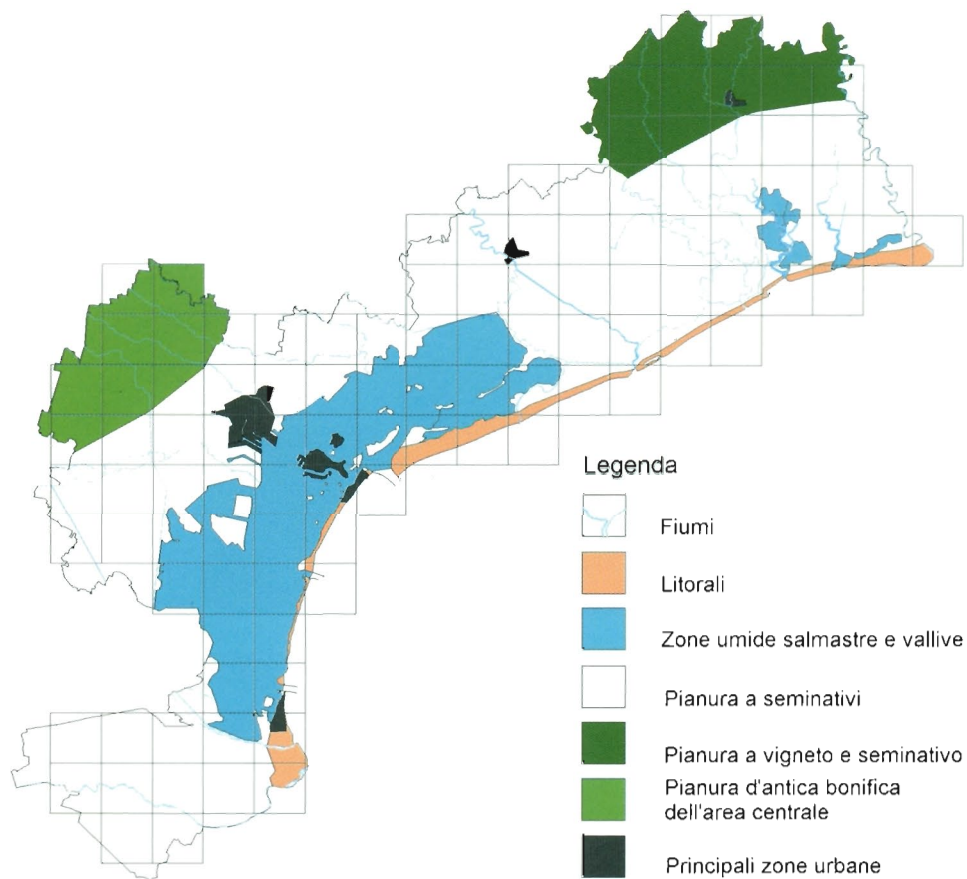 Legenda
Fiumi
Litorali
Zone umide salmastre e vallive
Pianura a seminativi
Pianura a vigneto e seminativo
Pianura d'antica bonifica
dell'area centrale
Principali zone urbane